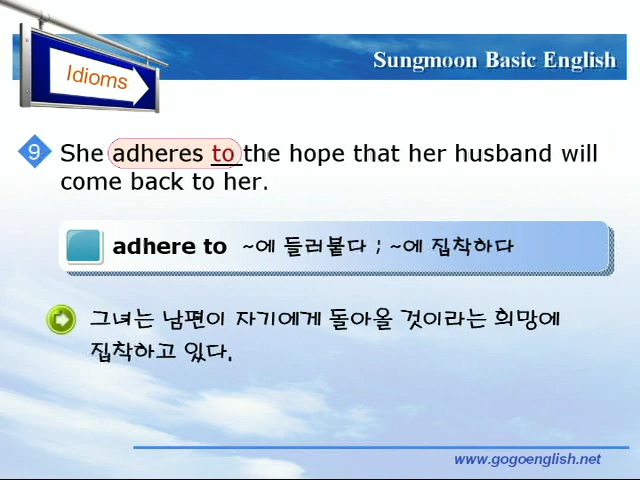 Idioms
Sungmoon Basic English
9
She adheres to the hope that her husband will
come back to her.
adhere to ~에 들러붙다 ; ~에 집착하다
그녀는 남편이 자기에게 돌아올 것이라는 희망에
집착하고 있다.
www.gogoenglish.net